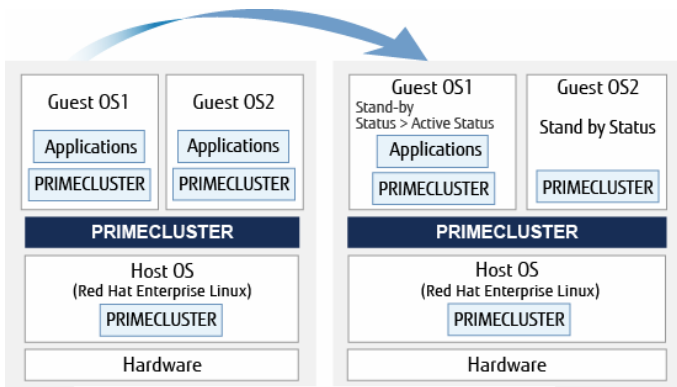 Guest OS1
Applications
PRIMECLUSTER
Guest OS2
Applications
PRIMECLUSTER
PRIMECLUSTER
Host OS
(Red Hat Enterprise Linux)
PRIMECLUSTER
Hardware
Guest OS1
Stand-by
Status > Active Status
Applications
PRIMECLUSTER
Guest OS2
Stand by Status
PRIMECLUSTER
PRIMECLUSTER
Host OS
(Red Hat Enterprise Linux)
PRIMECLUSTER
Hardware